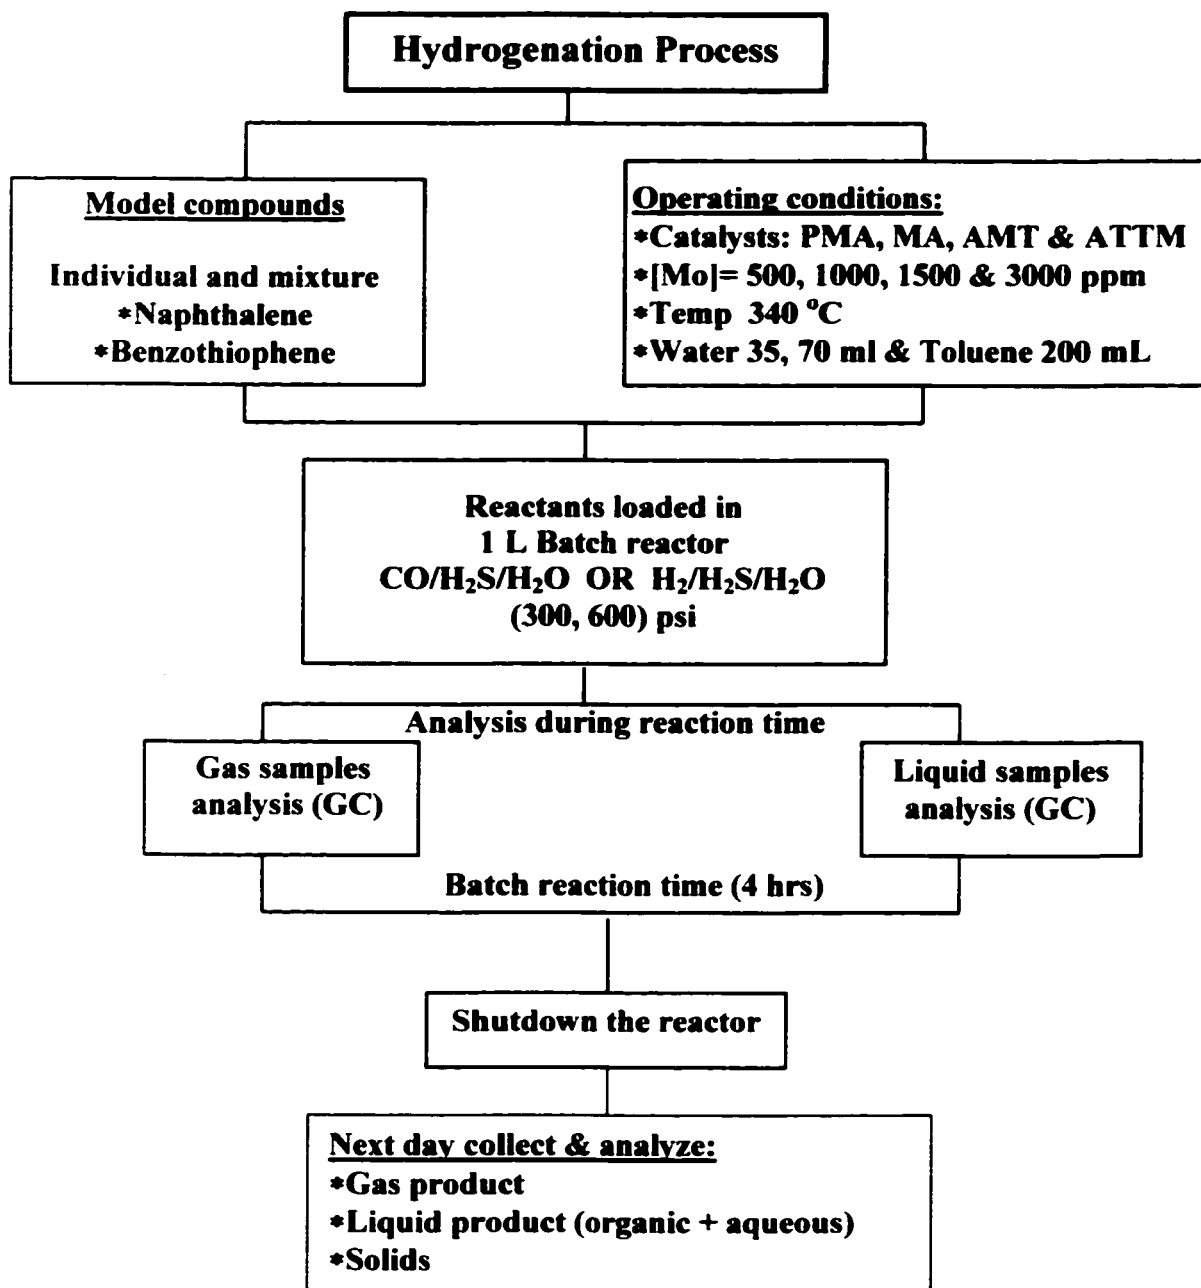 Hydrogenation Process
Model compounds
Individual and mixture
*Naphthalene
*Benzothiophene
Operating conditions:
*Catalysts: PMA, MA, AMT & ATTM
*[Mo]= 500, 1000, 1500 & 3000 ppm
*Temp 340 °C
*Water 35, 70 ml & Toluene 200 mL
Reactants loaded in
1 L Batch reactor
CO/H₂S/H₂O OR H₂/H₂S/H₂O
(300, 600) psi
Analysis during reaction time
Gas samples
analysis (GC)
Liquid samples
analysis (GC)
Batch reaction time (4 hrs)
Shutdown the reactor
Next day collect & analyze:
*Gas product
*Liquid product (organic + aqueous)
*Solids